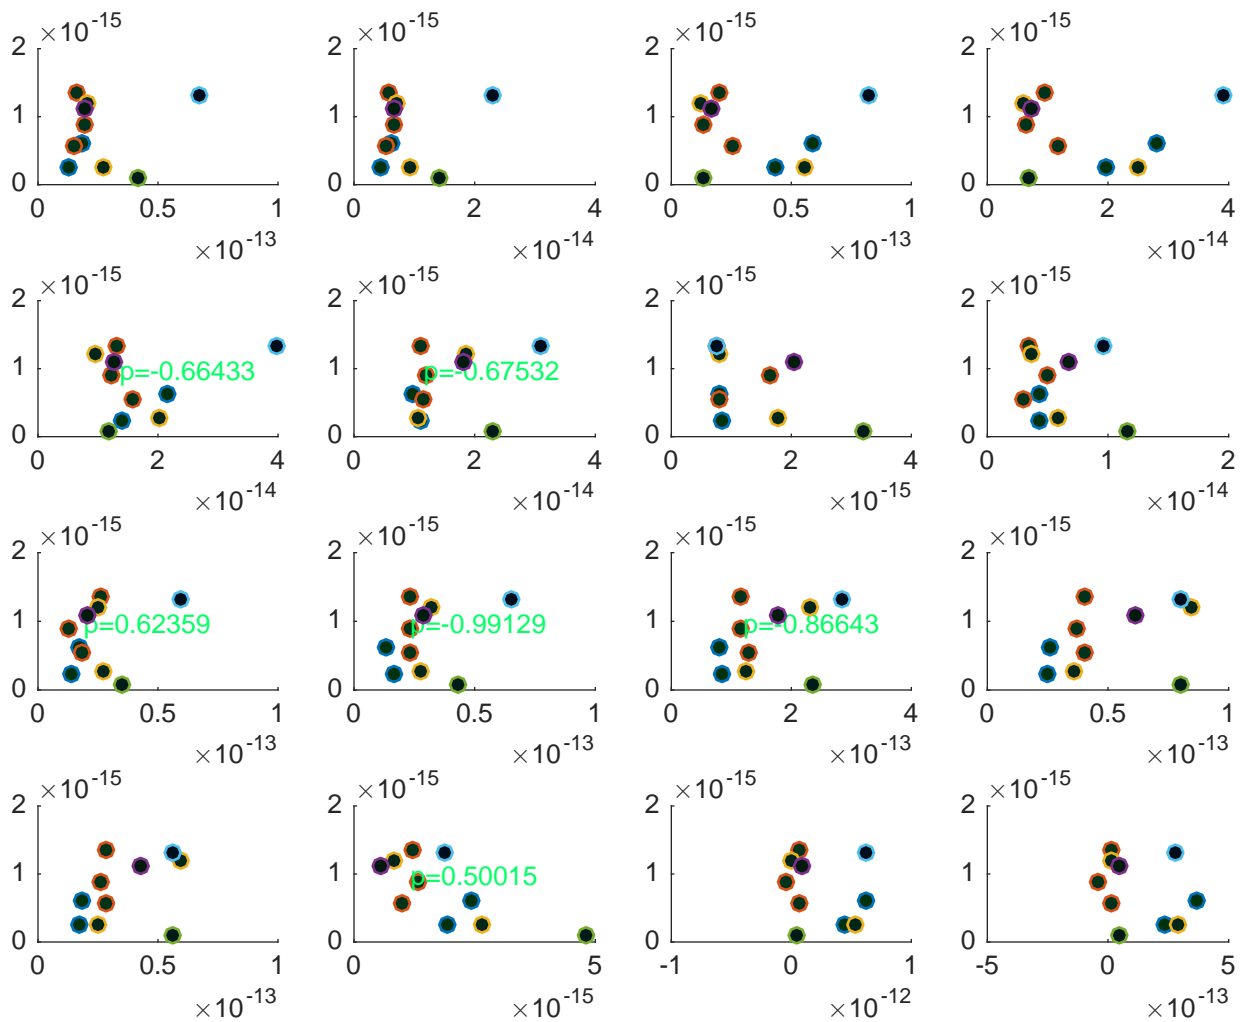 ×10-15 ×10-15 ×10-15 ×10-15
2 2 2 2
1 1 1 1
0 0 0 0
0 0.5 1 0 2 4 0 0.5 1 0 2 4
×10-13 ×10-14 ×10-13 ×10-14
×10-15 ×10-15 ×10-15 ×10-15
2 2 2 2
1 p=-0.66433 1 p=-0.67532 1 1
0 0 0 0
0 2 4 0 2 4 0 2 4 0 1 2
×10-14 ×10-14 ×10-15 ×10-14
×10-15 ×10-15 ×10-15 ×10-15
2 2 2 2
1 p=0.62359 1 p=-0.99129 1 p=-0.86643 1
0 0 0 0
0 0.5 1 0 0.5 1 0 2 4 0 0.5 1
×10-13 ×10-13 ×10-13 ×10-13
×10-15 ×10-15 ×10-15 ×10-15
2 2 2 2
1 1 p=0.50015 1 1
0 0 0 0
0 0.5 1 0 5 -1 0 1 -5 0 5
×10-13 ×10-15 ×10-12 ×10-13